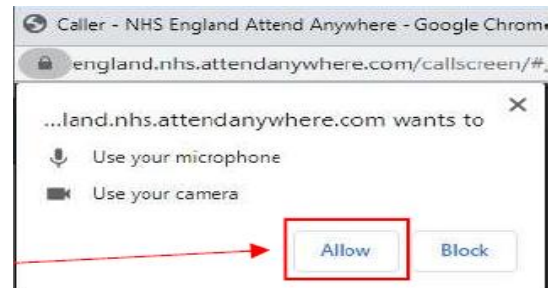 Caller - NHS England Attend Anywhere - Google Chrom
england.nhs.attendanywhere.com/callscreen/#
...land.nhs.attendanywhere.com wants to
Use your microphone
Use your camera
Allow Block